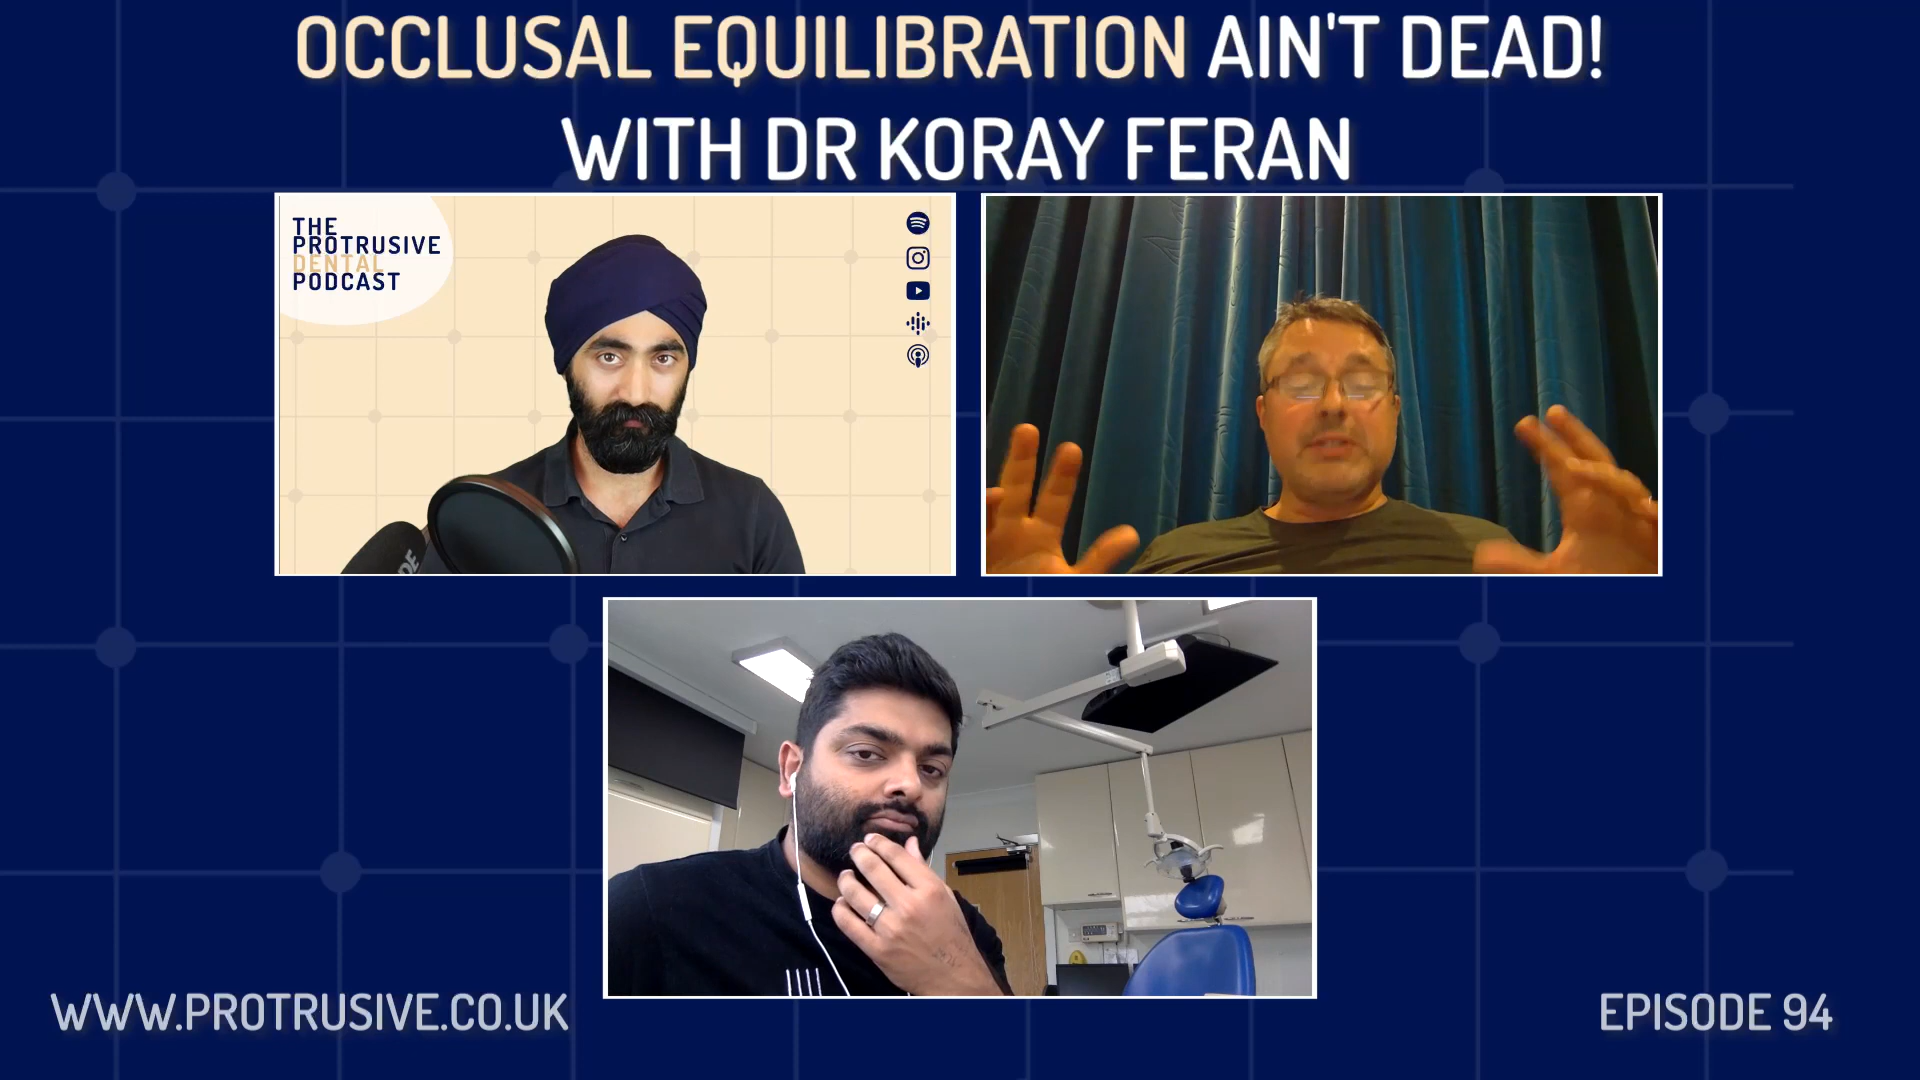 OCCLUSAL EQUILIBRATION AIN'T DEAD!
WITH DR KORAY FERAN
THE
PROTRUSIVE
DENTAL
PODCAST
WWW.PROTRUSIVE.CO.UK
EPISODE 94